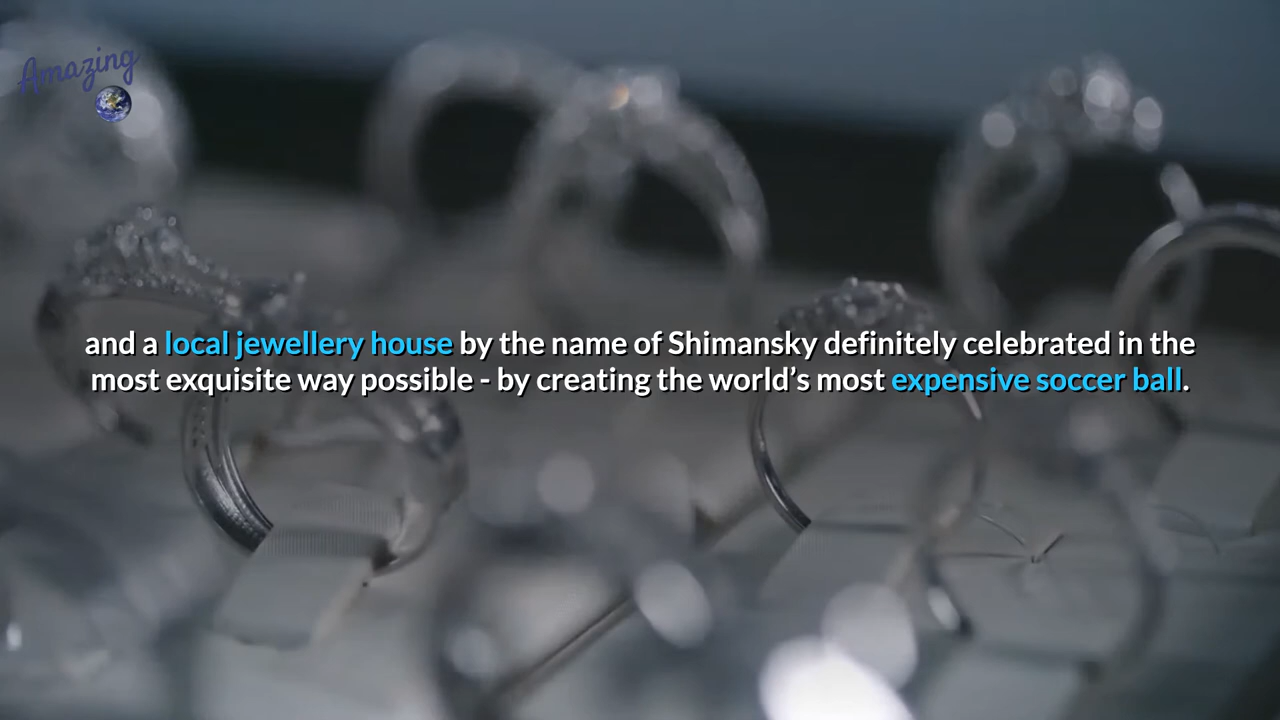 Amazing
and a local jewellery house by the name of Shimansky definitely celebrated in the
most exquisite way possible - by creating the world’s most expensive soccer ball.